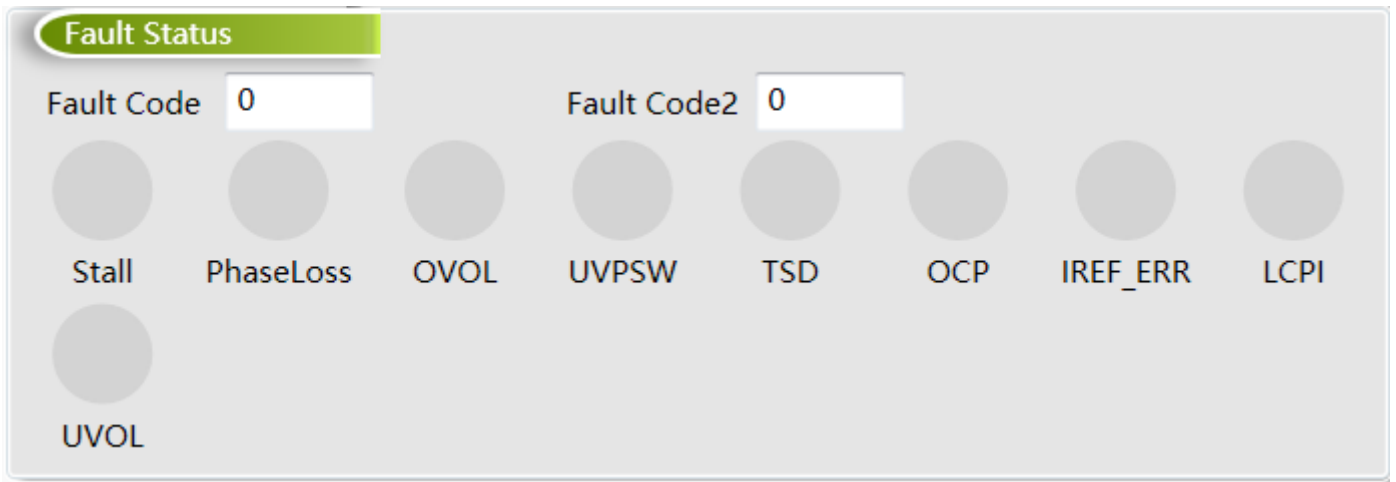 Fault Status
Fault Code 0 Fault Code2 0
Stall PhaseLoss OVOL UVPSW TSD OCP IREF_ERR LCPI
UVOL